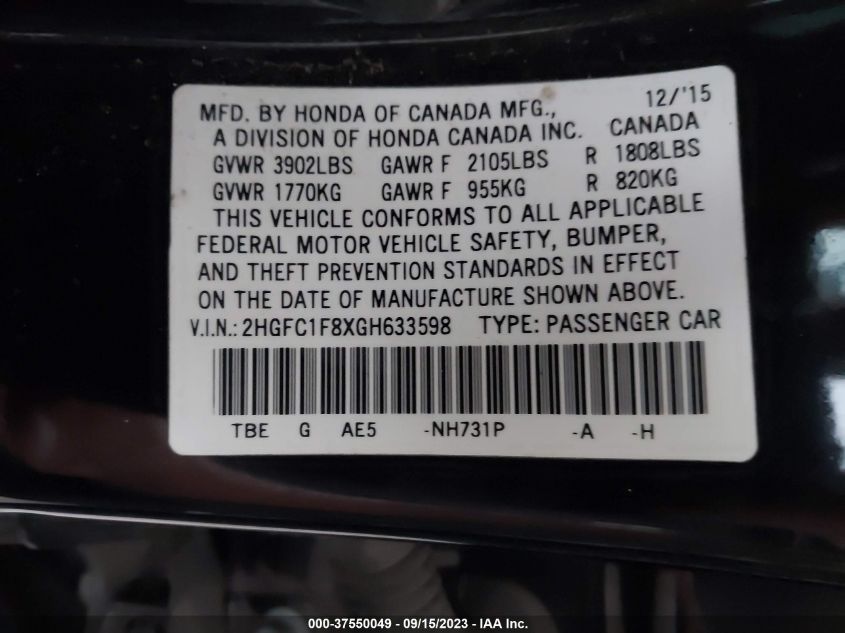 MFD. BY HONDA OF CANADA MFG., 12/'15
A DIVISION OF HONDA CANADA INC. CANADA
GVWR 3902LBS GAWR F 2105LBS R 1808LBS
GVWR 1770KG GAWR F 955KG R 820KG
THIS VEHICLE CONFORMS TO ALL APPLICABLE
FEDERAL MOTOR VEHICLE SAFETY, BUMPER,
AND THEFT PREVENTION STANDARDS IN EFFECT
ON THE DATE OF MANUFACTURE SHOWN ABOVE.
V.I.N.: 2HGFC1F8XGH633598 TYPE: PASSENGER CAR
TBE G AE5 -NH731P -A -H
000-37550049 - 09/15/2023 - IAA Inc.